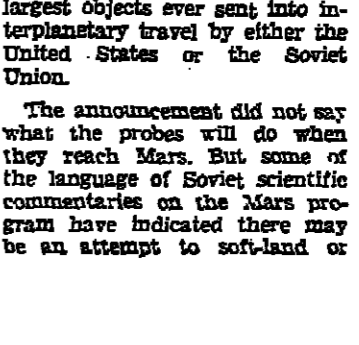 largest objects ever sent into in-
terplanetary travel by either the
United States or the Soviet
Union.
The announcement did not say
what the probes will do when
they reach Mars. But some of
the language of Soviet scientific
commentaries on the Mars pro-
gram have indicated there may
be an attempt to soft-land or